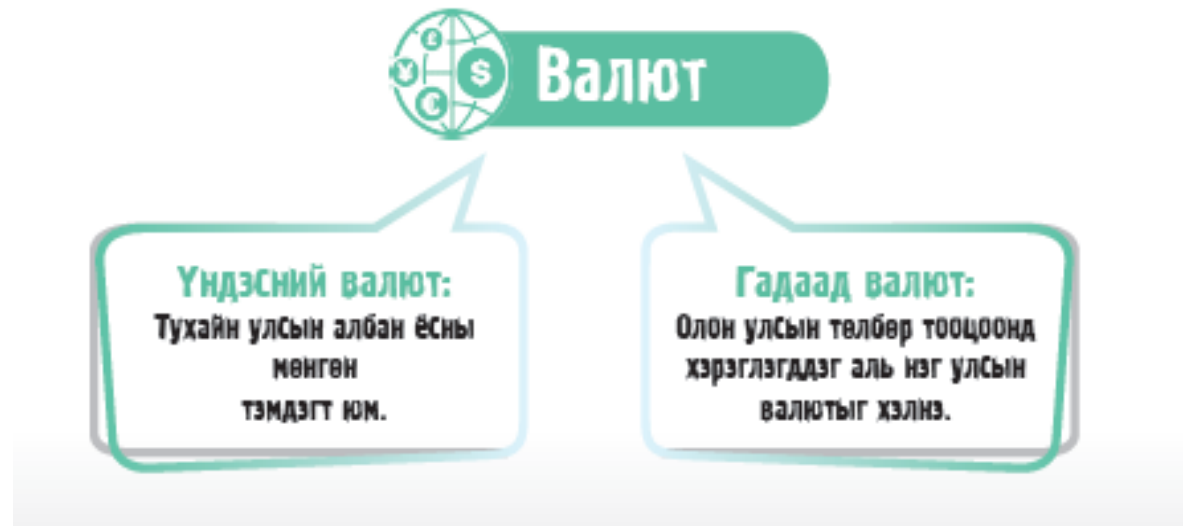 Валют
Үндэсний валют:
Тухайн улсын албан ёсны
мөнгөн
тэмдэгт юм.
Гадаад валют:
Олон улсын төлбөр тооцоонд
хэрэглэгддэг аль нэг улсын
валютыг хэлнэ.